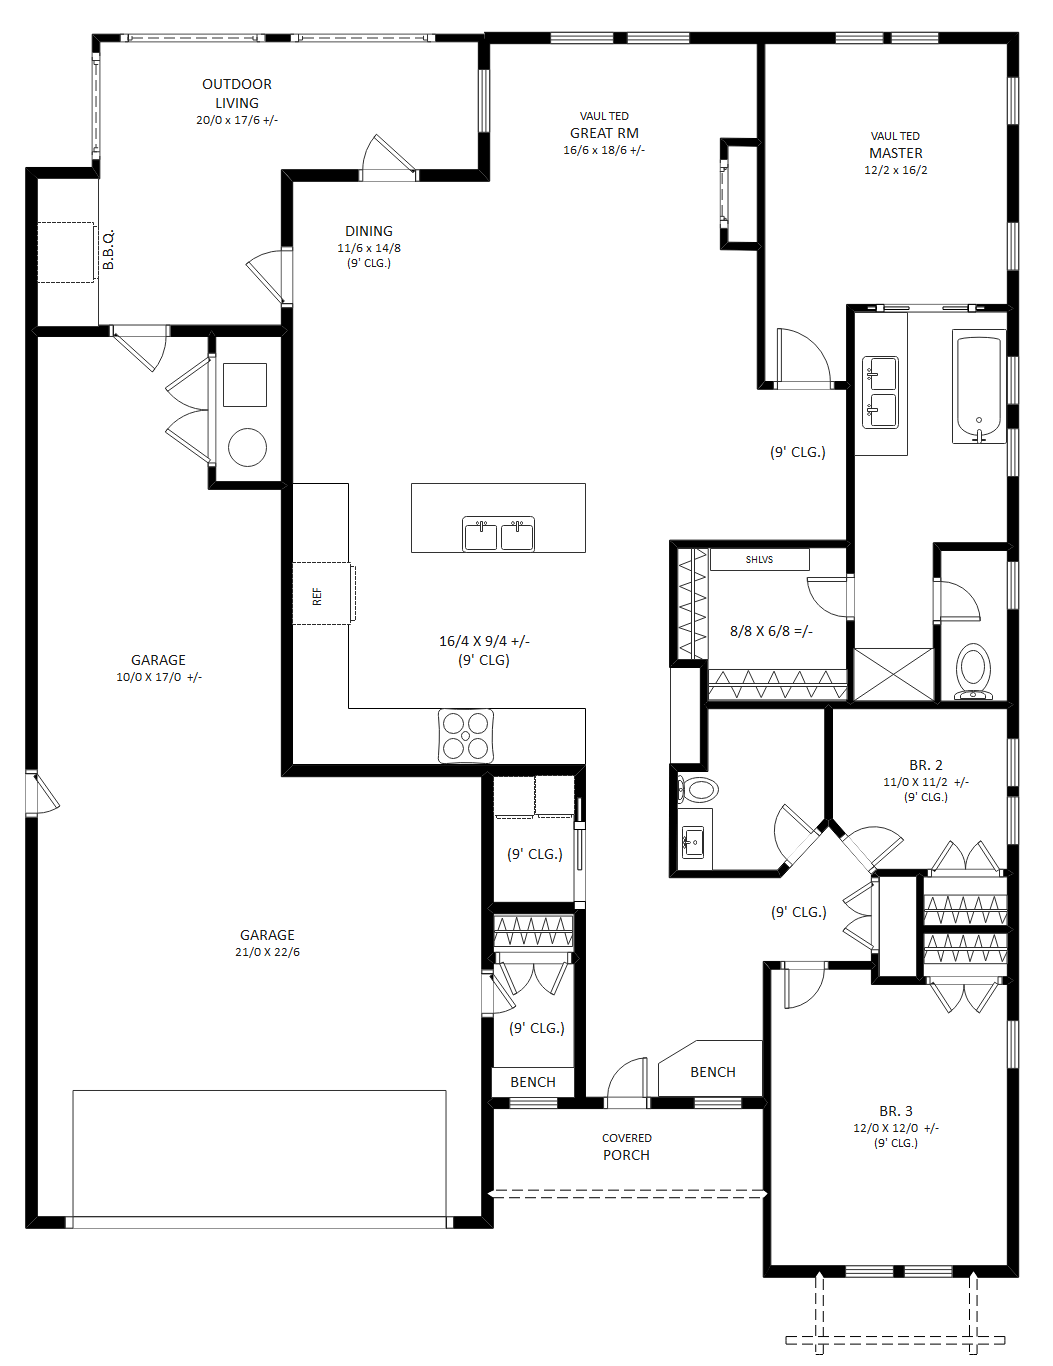 OUTDOOR
LIVING
20/0 x 17/6 +/-
VAUL TED
GREAT RM
16/6 x 18/6 +/-
VAUL TED
MASTER
12/2 x 16/2
DINING
11/6 x 14/8
(9' CLG.)
B.B.Q.
(9' CLG.)
SHLVS
REF
8/8 X 6/8 =/-
16/4 X 9/4 +/-
(9' CLG)
GARAGE
10/0 X 17/0 +/-
BR. 2
11/0 X 11/2 +/-
(9' CLG.)
(9' CLG.)
(9' CLG.)
GARAGE
21/0 X 22/6
(9' CLG.)
BENCH
BENCH
BR. 3
12/0 X 12/0 +/-
(9' CLG.)
COVERED
PORCH